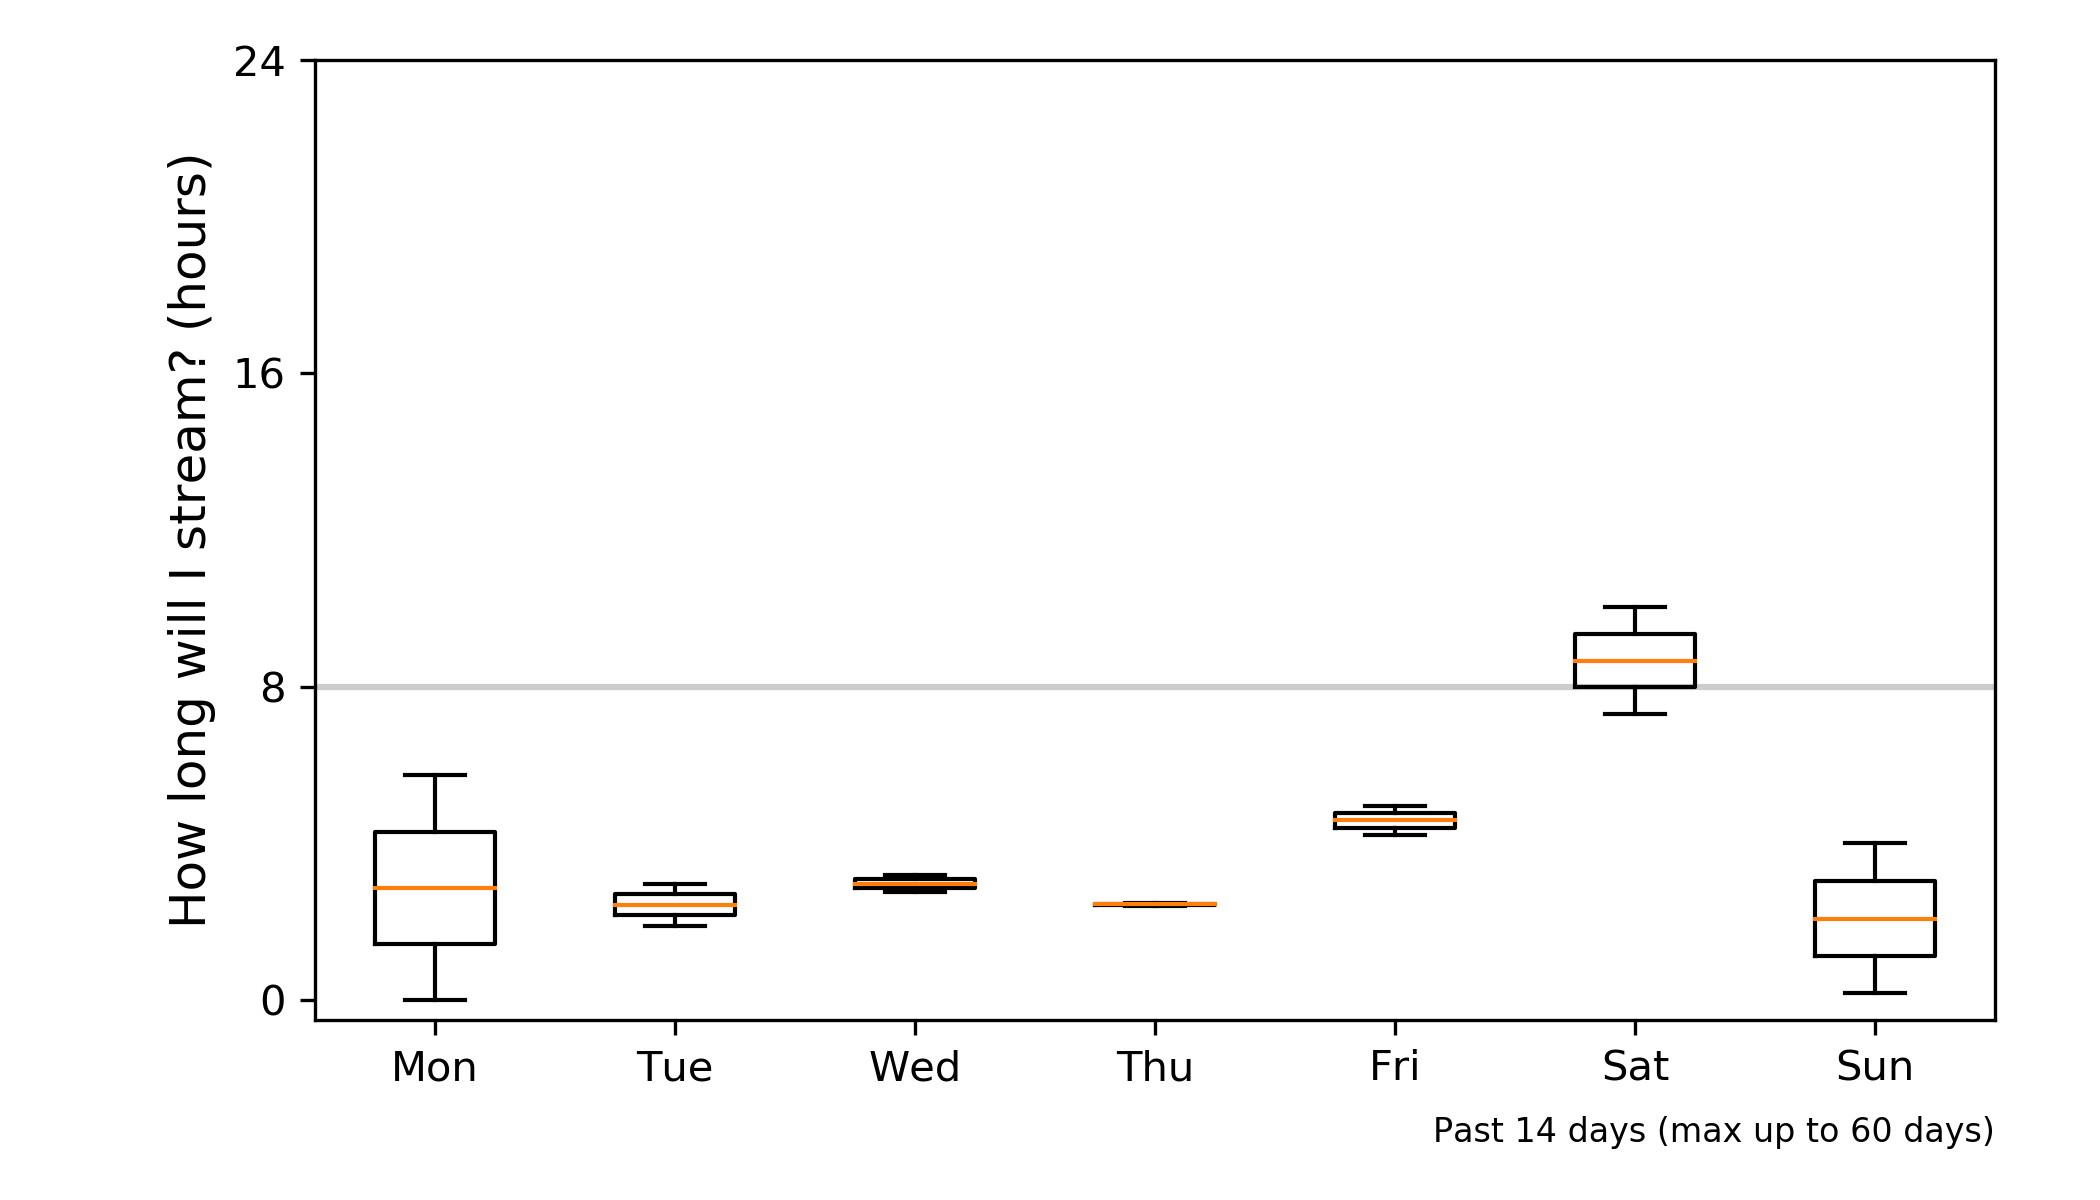 How long will I stream? (hours)
24
16
8
0
Mon Tue Wed Thu Fri Sat Sun
Past 14 days (max up to 60 days)